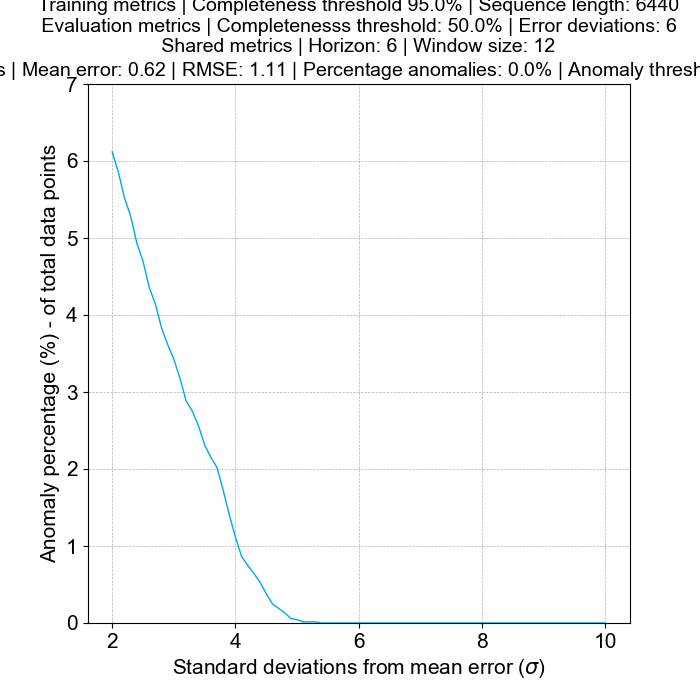 Training metrics | Completeness threshold 95.0% | Sequence length: 6440
Evaluation metrics | Completenesss threshold: 50.0% | Error deviations: 6
Shared metrics | Horizon: 6 | Window size: 12
s | Mean error: 0.62 | RMSE: 1.11 | Percentage anomalies: 0.0% | Anomaly thresh
7
6
5
4
3
2
1
0
Anomaly percentage (%) - of total data points
2 4 6 8 10
Standard deviations from mean error (σ)